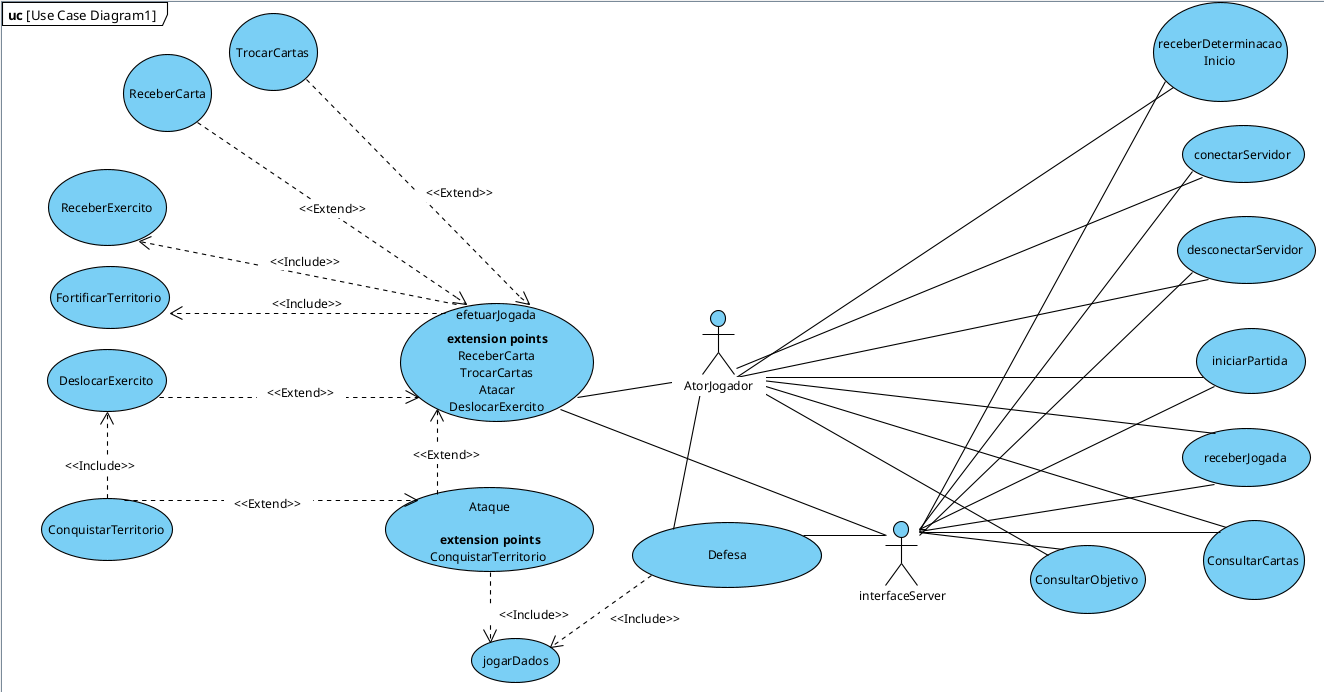 uc [Use Case Diagram1]
TrocarCartas
ReceberCarta
receberDeterminacao
Inicio
conectarServidor
<<Extend>>
<<Extend>>
ReceberExercito
desconectarServidor
<<Include>>
FortificarTerritorio
<<Include>>
efetuarJogada
extension points
ReceberCarta
TrocarCartas
Atacar
DeslocarExercito
DeslocarExercito
<<Extend>>
AtorJogador
iniciarPartida
<<Include>>
<<Extend>>
receberJogada
<<Extend>>
ConquistarTerritorio
Ataque
extension points
ConquistarTerritorio
Defesa
interfaceServer
ConsultarObjetivo
ConsultarCartas
<<Include>>
<<Include>>
jogarDados